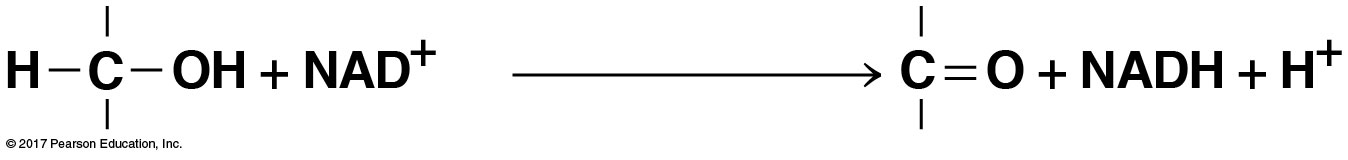 H–C–OH + NAD⁺ → C=O + NADH + H⁺
© 2017 Pearson Education, Inc.